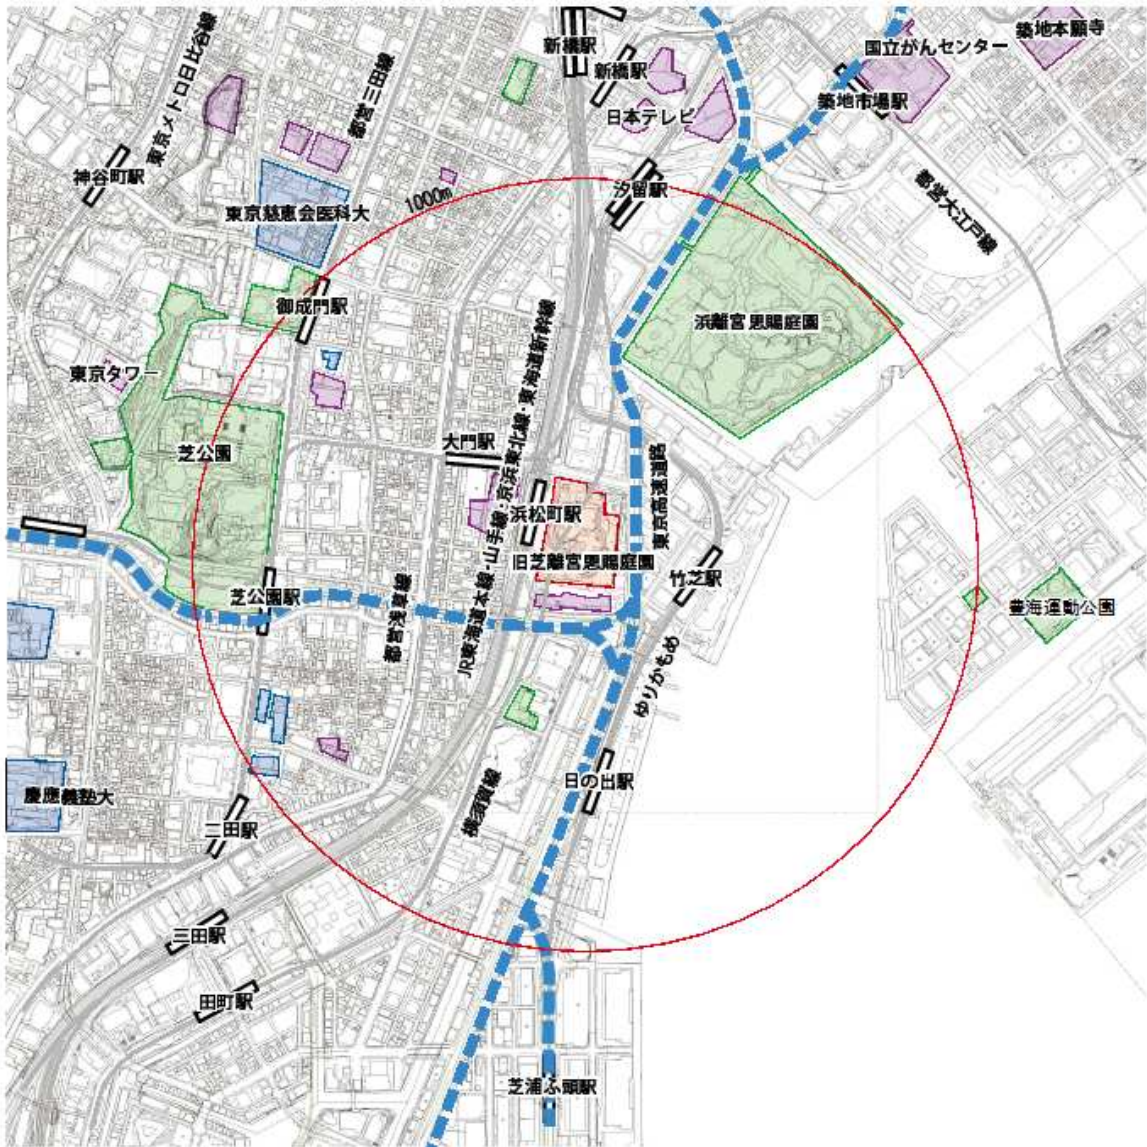 新橋駅
新橋駅
国立がんセンター
築地本願寺
築地市場駅
日本テレビ
東京メトロ日比谷線
都営三田線
神谷町駅
東京慈恵会医科大
1000m
汐留駅
都営大江戸線
御成門駅
浜離宮恩賜庭園
東京タワー
芝公園
大門駅
JR東海道本線・山手線・京浜東北線・東海道新幹線
東京高速道路
浜松町駅
旧芝離宮恩賜庭園
竹芝駅
芝公園駅
都営浅草線
豊海運動公園
ゆりかもめ
日の出駅
横須賀線
慶應義塾大
三田駅
三田駅
田町駅
芝浦ふ頭駅